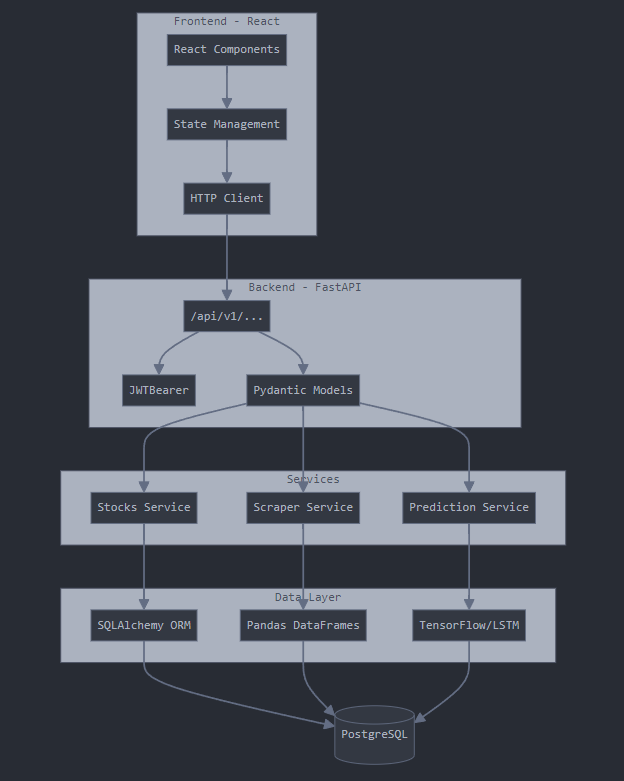 Frontend - React
React Components
State Management
HTTP Client
Backend - FastAPI
/api/v1/...
JWTBearer
Pydantic Models
Services
Stocks Service
Scraper Service
Prediction Service
Data Layer
SQLAlchemy ORM
Pandas DataFrames
TensorFlow/LSTM
PostgreSQL